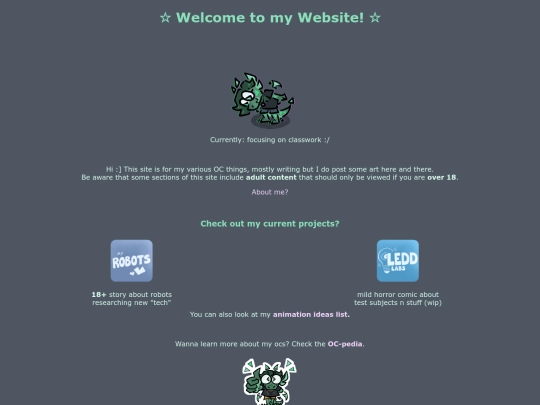 ☆ Welcome to my Website! ☆
Currently: focusing on classwork :/
Hi :] This site is for my various OC things, mostly writing but I do post some art here and there.
Be aware that some sections of this site include adult content that should only be viewed if you are over 18.
About me?
Check out my current projects?
ROBOTS
LEDD
LABS
18+ story about robots
researching new "tech"
mild horror comic about
test subjects n stuff (wip)
You can also look at my animation ideas list.
Wanna learn more about my ocs? Check the OC-pedia.